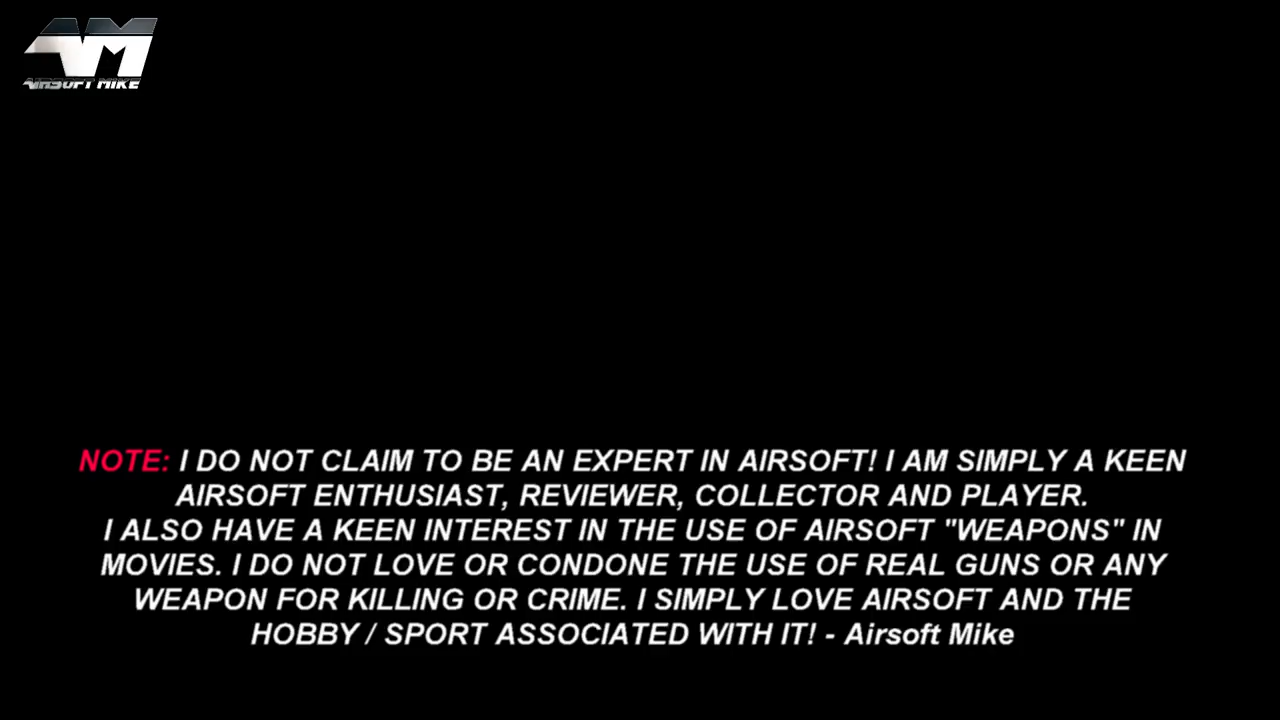 AM
AIRSOFT MIKE
NOTE: I DO NOT CLAIM TO BE AN EXPERT IN AIRSOFT! I AM SIMPLY A KEEN
AIRSOFT ENTHUSIAST, REVIEWER, COLLECTOR AND PLAYER.
I ALSO HAVE A KEEN INTEREST IN THE USE OF AIRSOFT "WEAPONS" IN
MOVIES. I DO NOT LOVE OR CONDONE THE USE OF REAL GUNS OR ANY
WEAPON FOR KILLING OR CRIME. I SIMPLY LOVE AIRSOFT AND THE
HOBBY / SPORT ASSOCIATED WITH IT! - Airsoft Mike